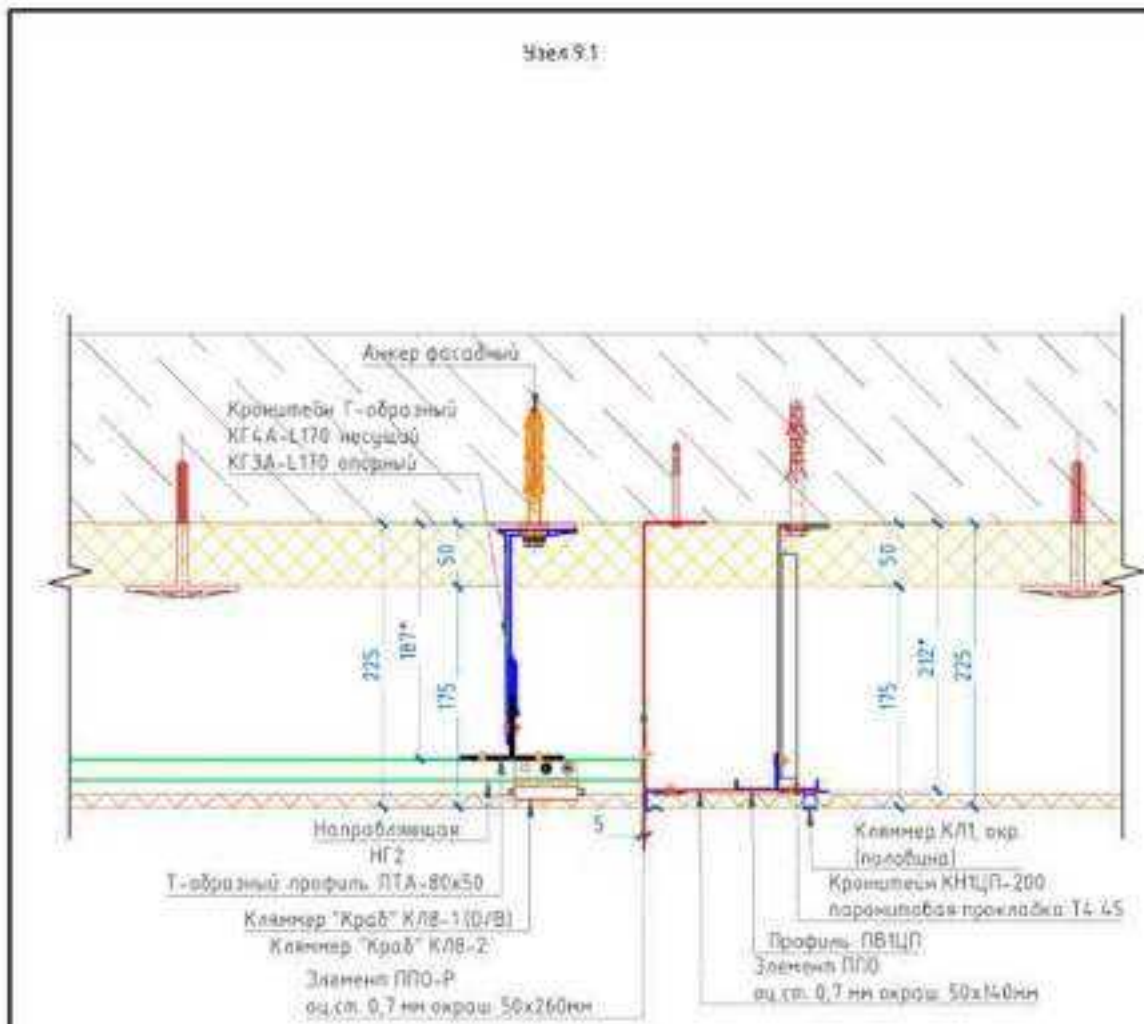 Узел 9.1
Анкер фасадный
Кронштейн Г-образный
КГ4А-L170 несущий
КГ3А-L170 опорный
50
187*
225
175
50
212*
225
175
5
Направляющая
НГ2
Т-образный профиль ПТА-80х50
Кляммер "Краб" КЛ8-1 (О/В)
Кляммер "Краб" КЛ8-2
Элемент ППО-Р
оц.ст. 0,7 мм окраш. 50х260мм
Кляммер КЛ1 окр.
(половина)
Кронштейн КН1ЦП-200
паронитовая прокладка Т4.45
Профиль ПВ1ЦП
Элемент ППО
оц.ст. 0,7 мм окраш. 50х140мм